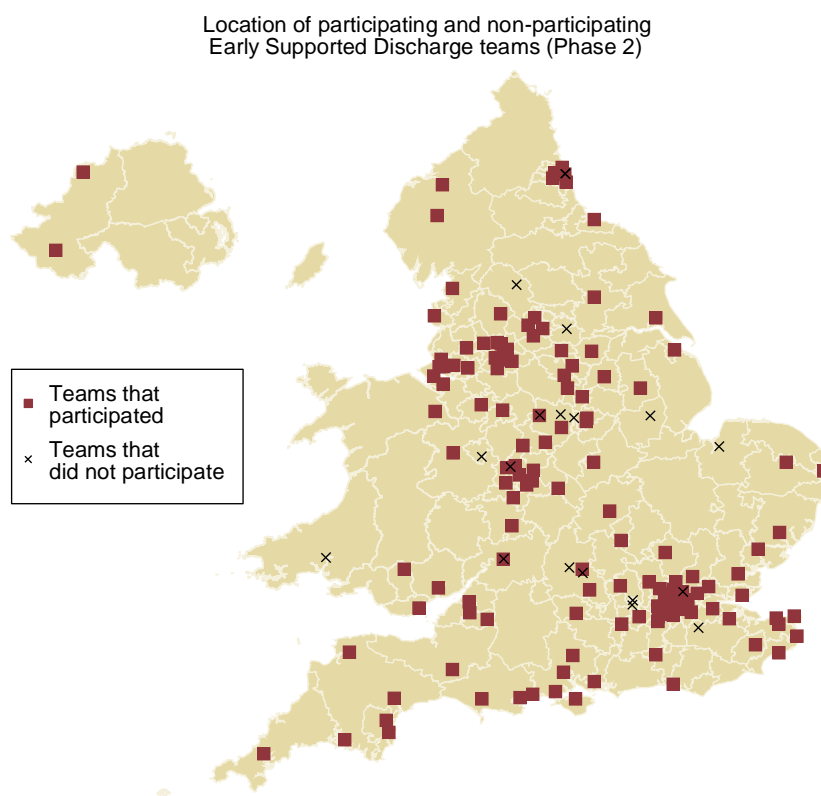 Location of participating and non-participating
Early Supported Discharge teams (Phase 2)
Teams that
participated
Teams that
did not participate